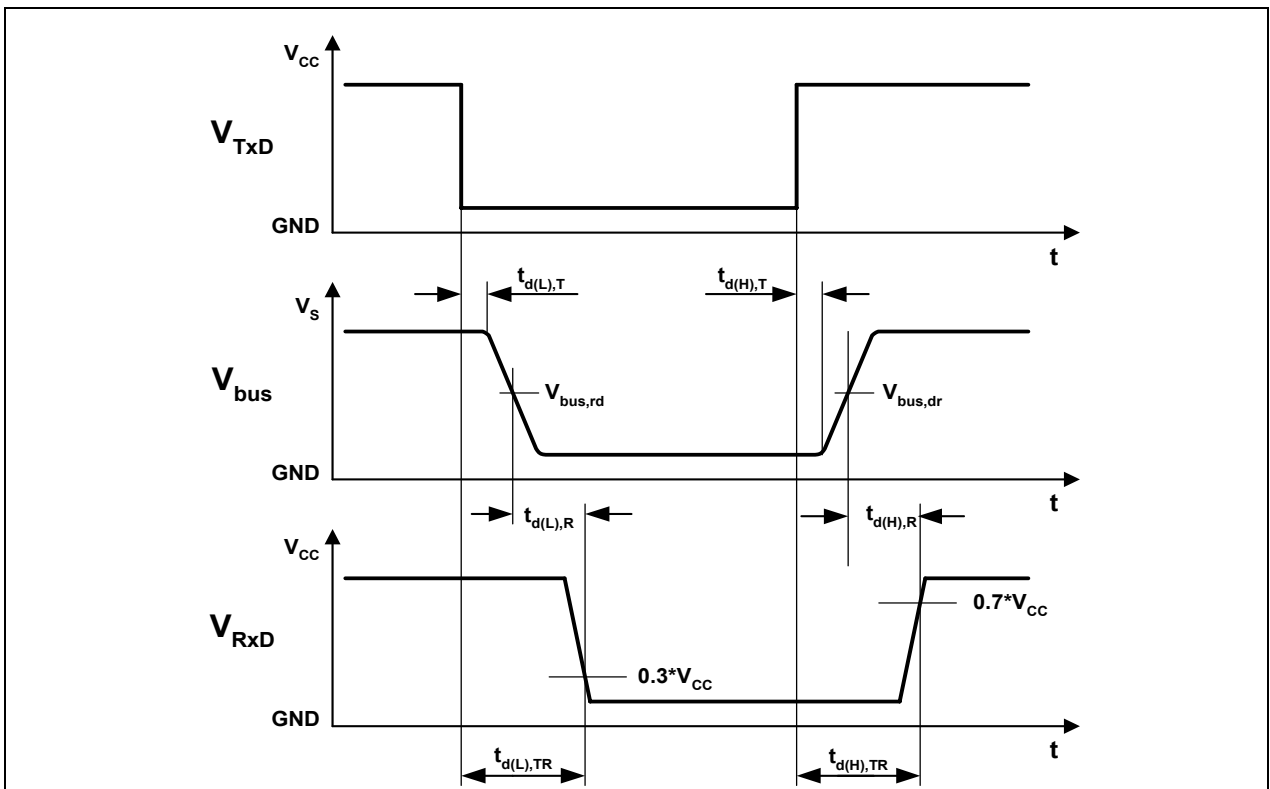 V_CC
V_TxD
GND
t
t_d(L),T
t_d(H),T
V_S
V_bus
V_bus,rd
V_bus,dr
GND
t
t_d(L),R
t_d(H),R
V_CC
V_RxD
0.7*V_CC
0.3*V_CC
GND
t
t_d(L),TR
t_d(H),TR